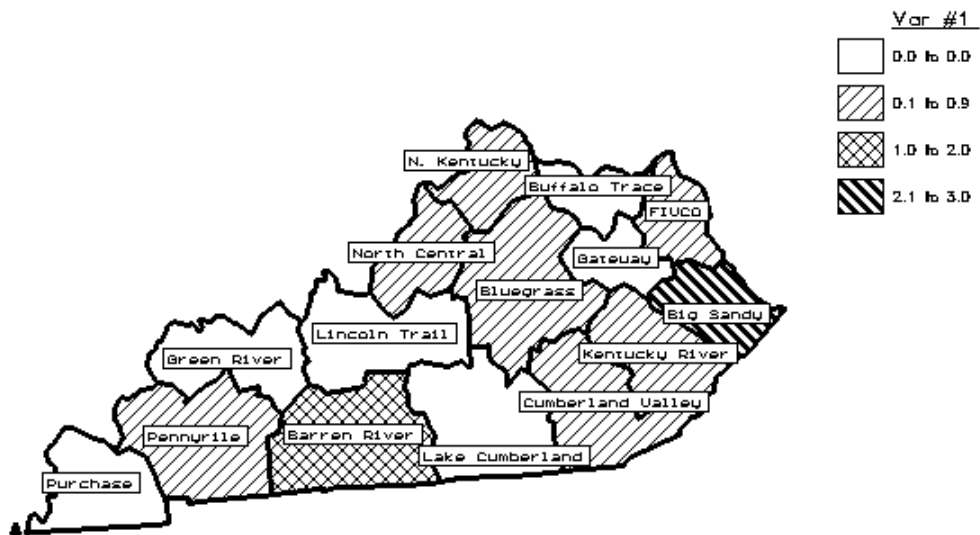 Var #1
0.0 to 0.0
0.1 to 0.9
1.0 to 2.0
2.1 to 3.0
N. Kentucky
Buffalo Trace
FIVCO
North Central
Gateway
Bluegrass
Big Sandy
Lincoln Trail
Green River
Kentucky River
Cumberland Valley
Pennyrile
Barren River
Lake Cumberland
Purchase